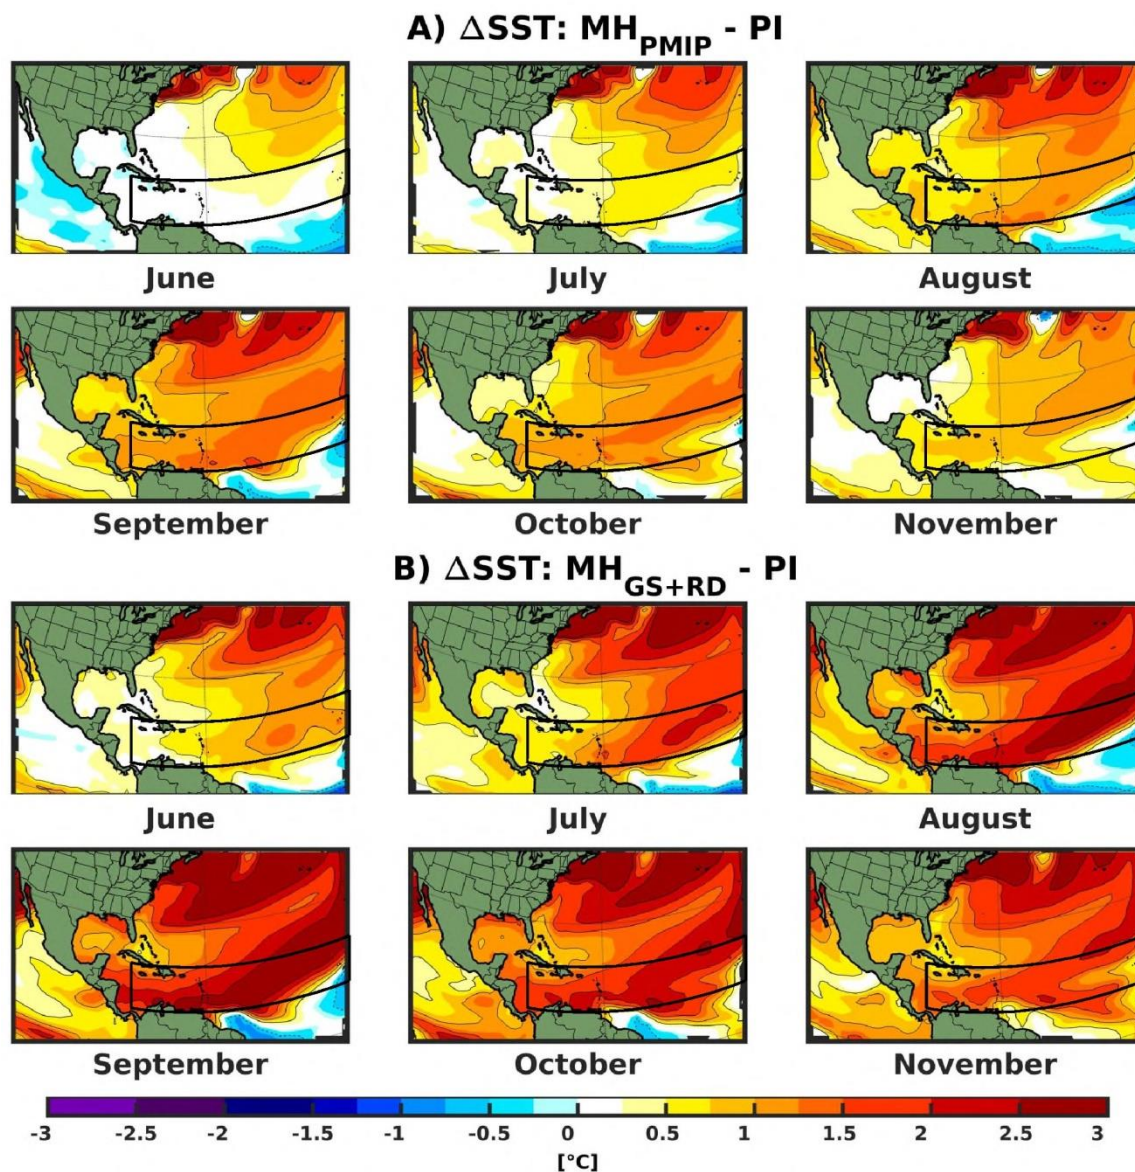 A) ΔSST: MH_PMIP - PI
June July August
September October November
B) ΔSST: MH_GS+RD - PI
June July August
September October November
-3 -2.5 -2 -1.5 -1 -0.5 0 0.5 1 1.5 2 2.5 3
[°C]